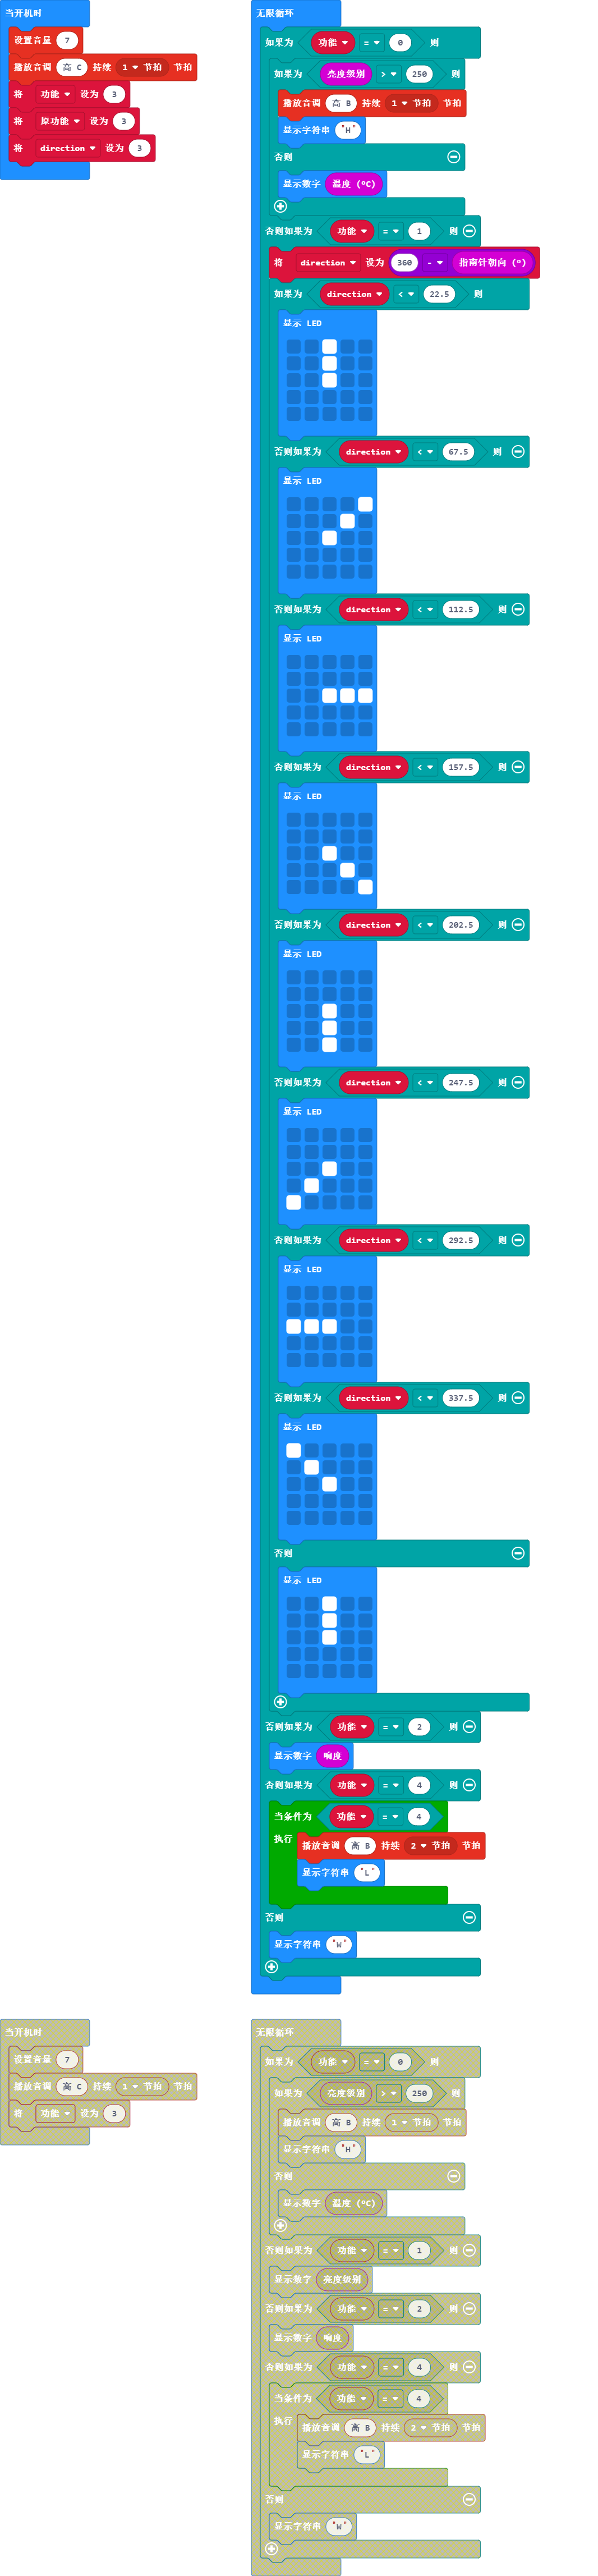 当开机时
设置音量 7
播放音调 高 C 持续 1 节拍 节拍
将 功能 设为 3
将 原功能 设为 3
将 direction 设为 3
无限循环
如果为 功能 = 0 则
如果为 亮度级别 > 250 则
播放音调 高 B 持续 1 节拍 节拍
显示字符串 "H"
否则
显示数字 温度 (°C)
否则如果为 功能 = 1 则
将 direction 设为 360 - 指南针朝向 (°)
如果为 direction < 22.5 则
显示 LED
否则如果为 direction < 67.5 则
显示 LED
否则如果为 direction < 112.5 则
显示 LED
否则如果为 direction < 157.5 则
显示 LED
否则如果为 direction < 202.5 则
显示 LED
否则如果为 direction < 247.5 则
显示 LED
否则如果为 direction < 292.5 则
显示 LED
否则如果为 direction < 337.5 则
显示 LED
否则
显示 LED
否则如果为 功能 = 2 则
显示数字 响度
否则如果为 功能 = 4 则
当条件为 功能 = 4
执行
播放音调 高 B 持续 2 节拍 节拍
显示字符串 "L"
否则
显示字符串 "W"
当开机时
设置音量 7
播放音调 高 C 持续 1 节拍 节拍
将 功能 设为 3
无限循环
如果为 功能 = 0 则
如果为 亮度级别 > 250 则
播放音调 高 B 持续 1 节拍 节拍
显示字符串 "H"
否则
显示数字 温度 (°C)
否则如果为 功能 = 1 则
显示数字 亮度级别
否则如果为 功能 = 2 则
显示数字 响度
否则如果为 功能 = 4 则
当条件为 功能 = 4
执行
播放音调 高 B 持续 2 节拍 节拍
显示字符串 "L"
否则
显示字符串 "W"